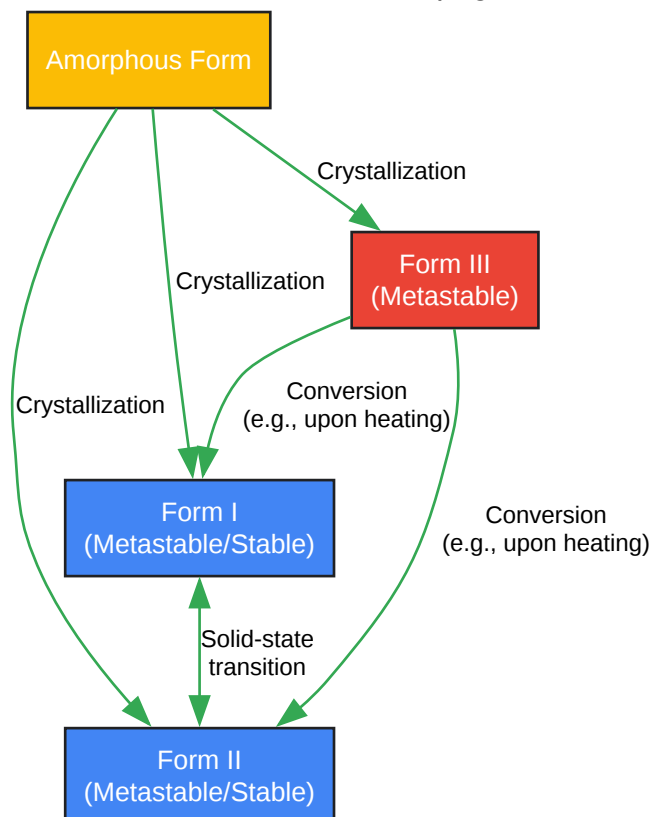 Amorphous Form
Crystallization
Form III
(Metastable)
Crystallization
Conversion
(e.g., upon heating)
Crystallization
Form I
(Metastable/Stable)
Conversion
(e.g., upon heating)
Solid-state
transition
Form II
(Metastable/Stable)